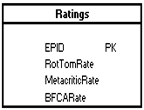 Ratings
EPID PK
RotTomRate
MetacriticRate
BFCARate